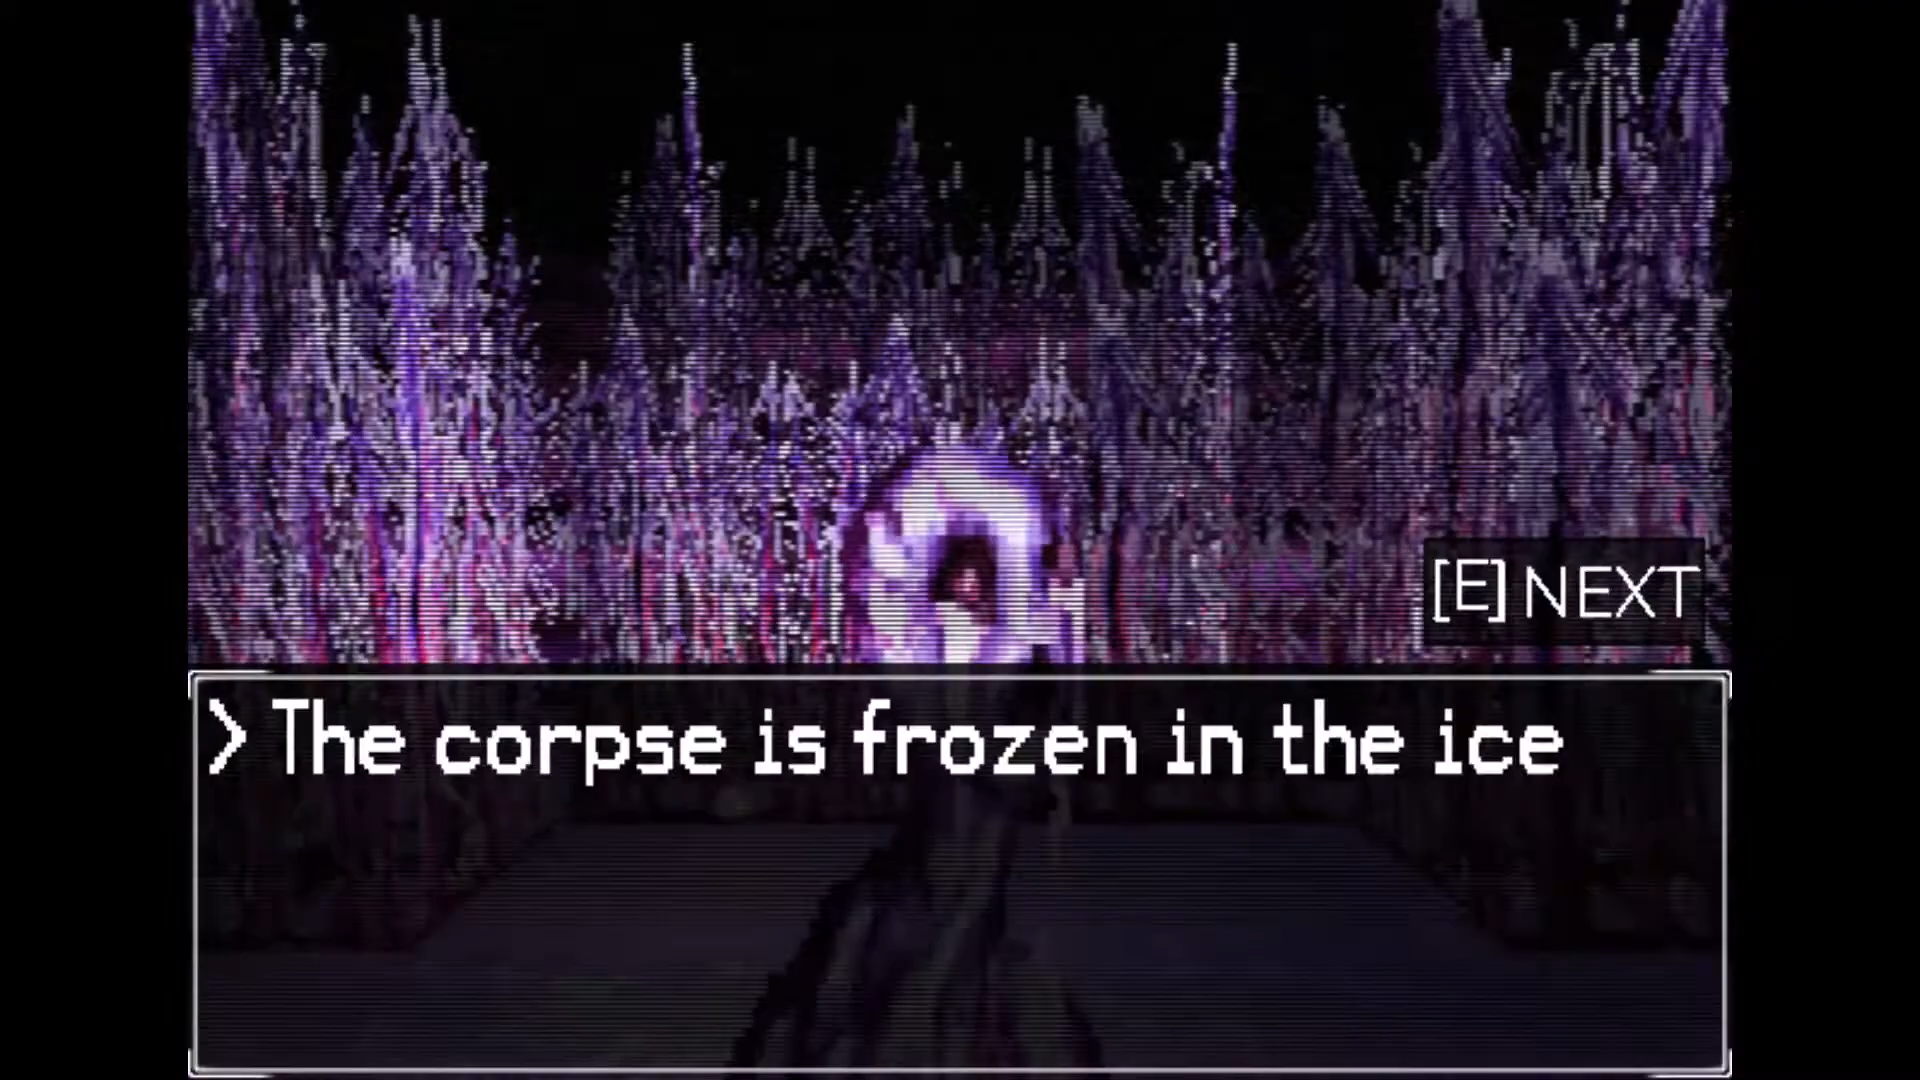 [E] NEXT
> The corpse is frozen in the ice